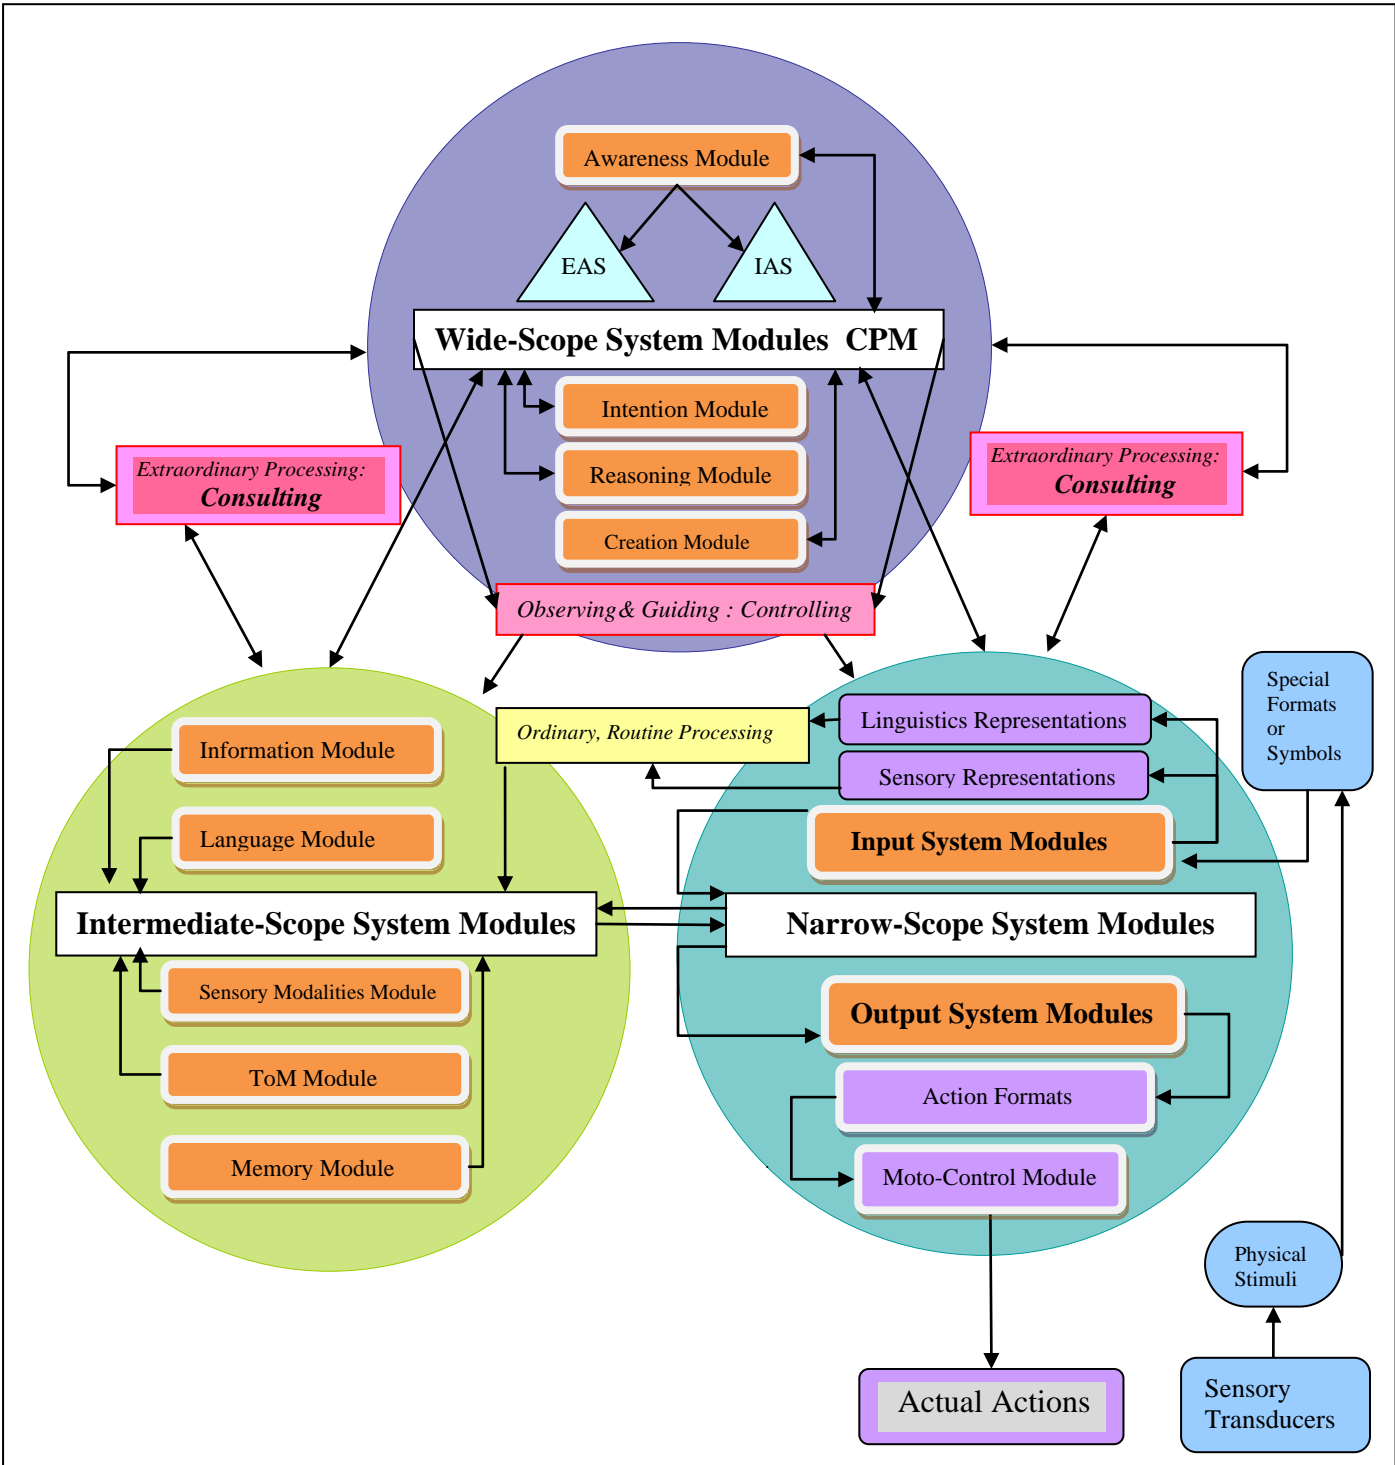 Awareness Module
EAS
IAS
Wide-Scope System Modules  CPM
Intention Module
Reasoning Module
Creation Module
Extraordinary Processing:
Consulting
Extraordinary Processing:
Consulting
Observing& Guiding : Controlling
Information Module
Language Module
Intermediate-Scope System Modules
Sensory Modalities Module
ToM Module
Memory Module
Ordinary, Routine Processing
Linguistics Representations
Sensory Representations
Input System Modules
Narrow-Scope System Modules
Output System Modules
Action Formats
Moto-Control Module
Actual Actions
Special
Formats
or
Symbols
Physical
Stimuli
Sensory
Transducers